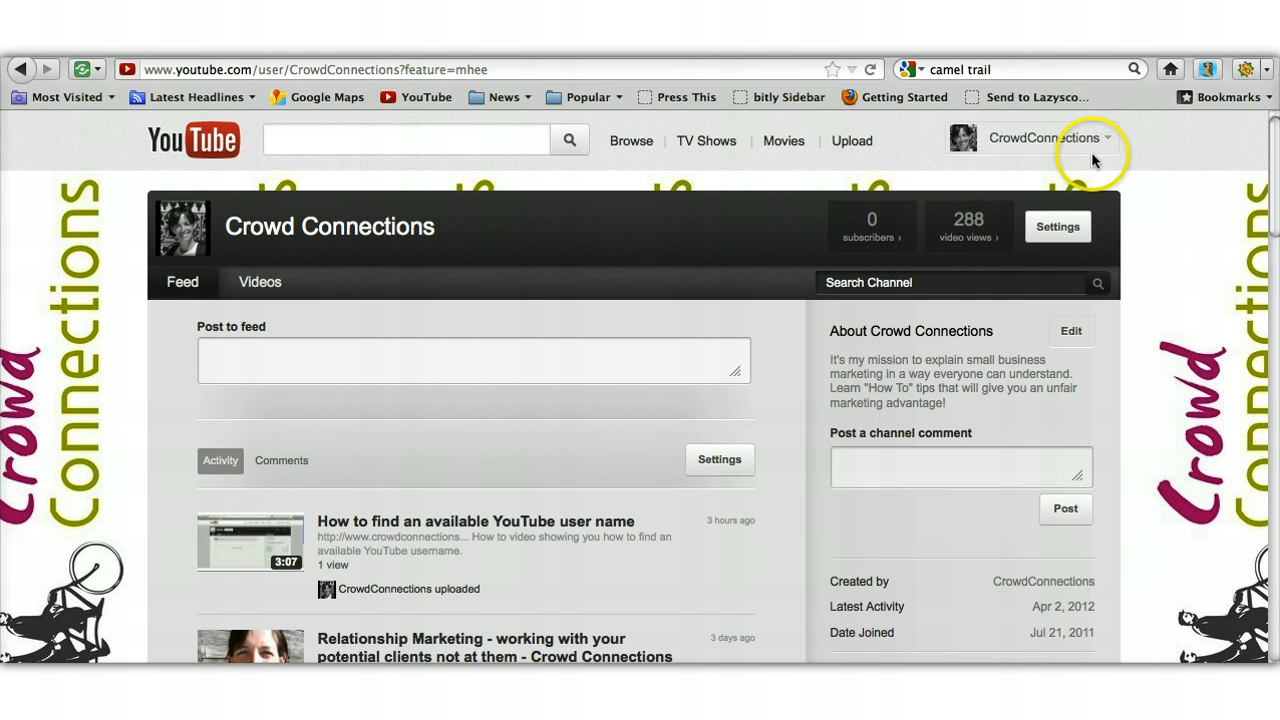 www.youtube.com/user/CrowdConnections?feature=mhee
camel trail
Most Visited
Latest Headlines
Google Maps
YouTube
News
Popular
Press This
bitly Sidebar
Getting Started
Send to Lazysco...
Bookmarks
YouTube
Browse
TV Shows
Movies
Upload
CrowdConnections
Crowd Connections
0
subscribers ›
288
video views ›
Settings
Feed
Videos
Search Channel
Post to feed
Activity
Comments
Settings
How to find an available YouTube user name
3 hours ago
http://www.crowdconnections... How to video showing you how to find an
available YouTube username.
1 view
3:07
CrowdConnections uploaded
Relationship Marketing - working with your
potential clients not at them - Crowd Connections
3 days ago
About Crowd Connections
Edit
It's my mission to explain small business
marketing in a way everyone can understand.
Learn "How To" tips that will give you an unfair
marketing advantage!
Post a channel comment
Post
Created by
CrowdConnections
Latest Activity
Apr 2, 2012
Date Joined
Jul 21, 2011
Crowd
Connections
Crowd